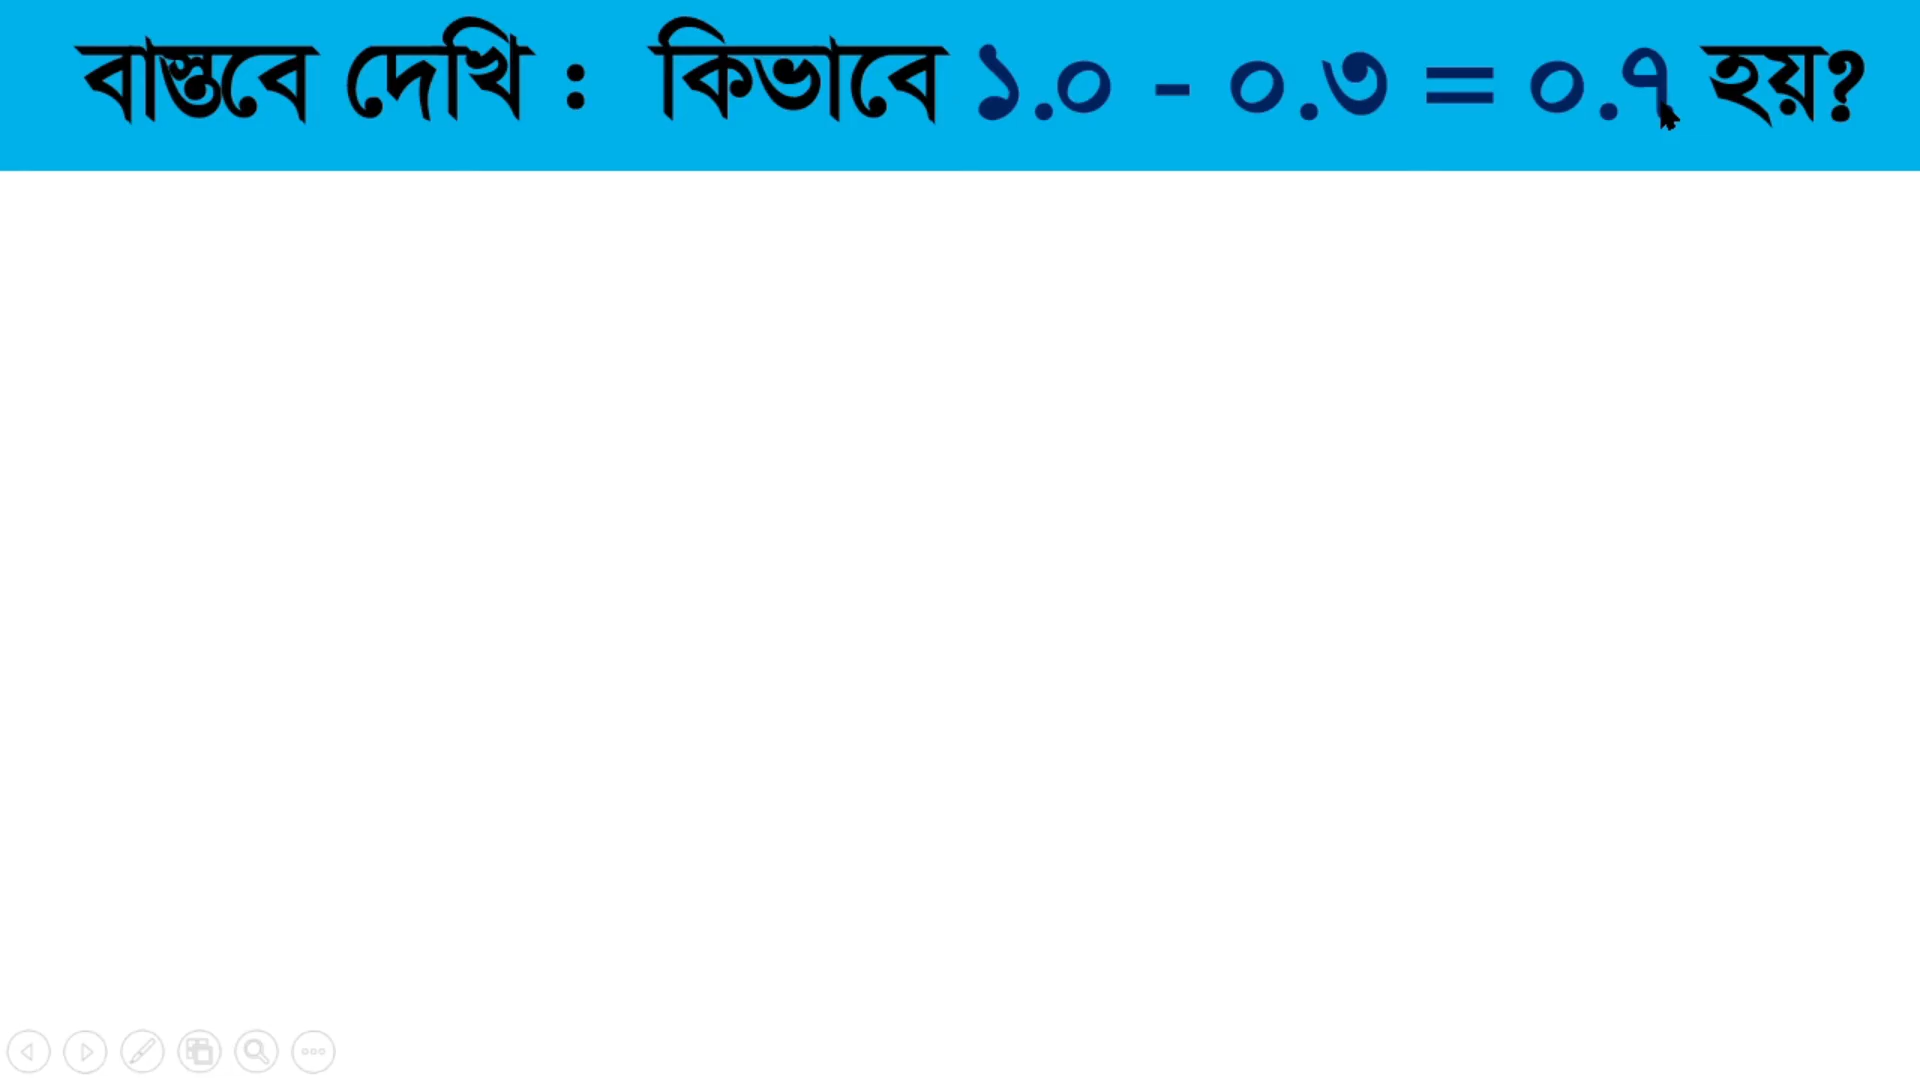 বাস্তবে দেখি : কিভাবে ১.০ - ০.৩ = ০.৭ হয়?